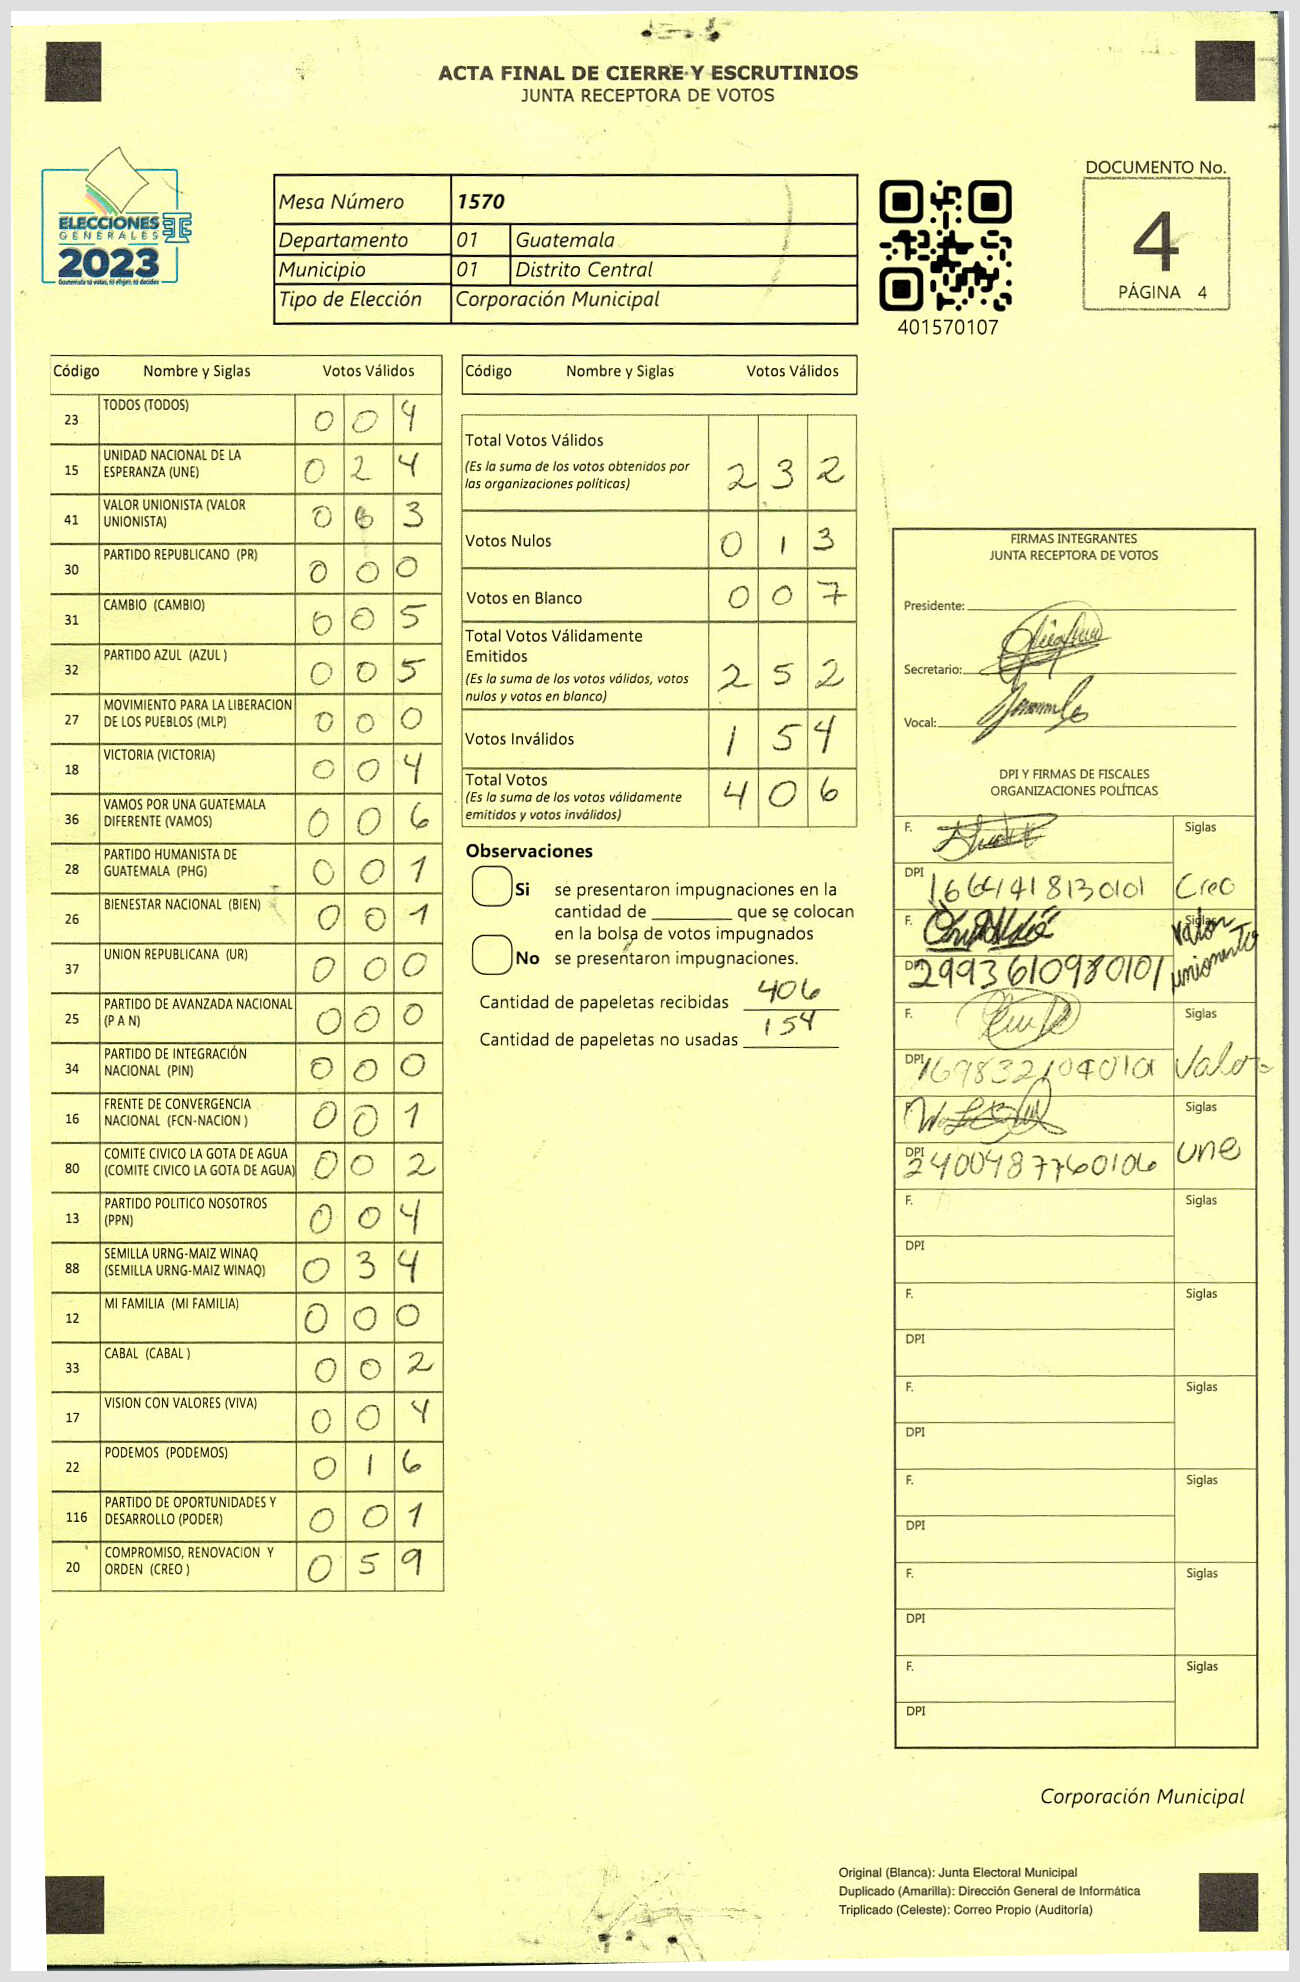 ACTA FINAL DE CIERRE Y ESCRUTINIOS
JUNTA RECEPTORA DE VOTOS
ELECCIONES
GENERALES
2023
Guatemala tú votas, tú eliges, tú decides
Mesa Número 1570
Departamento 01 Guatemala
Municipio 01 Distrito Central
Tipo de Elección Corporación Municipal
401570107
DOCUMENTO No.
4
PÁGINA 4
Código Nombre y Siglas Votos Válidos
23 TODOS (TODOS) 0 0 4
15 UNIDAD NACIONAL DE LA
ESPERANZA (UNE) 0 2 4
41 VALOR UNIONISTA (VALOR
UNIONISTA) 0 6 3
30 PARTIDO REPUBLICANO (PR) 0 0 0
31 CAMBIO (CAMBIO) 0 0 5
32 PARTIDO AZUL (AZUL ) 0 0 5
27 MOVIMIENTO PARA LA LIBERACION
DE LOS PUEBLOS (MLP) 0 0 0
18 VICTORIA (VICTORIA) 0 0 4
36 VAMOS POR UNA GUATEMALA
DIFERENTE (VAMOS) 0 0 6
28 PARTIDO HUMANISTA DE
GUATEMALA (PHG) 0 0 1
26 BIENESTAR NACIONAL (BIEN) 0 0 1
37 UNION REPUBLICANA (UR) 0 0 0
25 PARTIDO DE AVANZADA NACIONAL
(P A N) 0 0 0
34 PARTIDO DE INTEGRACIÓN
NACIONAL (PIN) 0 0 0
16 FRENTE DE CONVERGENCIA
NACIONAL (FCN-NACION ) 0 0 1
80 COMITE CIVICO LA GOTA DE AGUA
(COMITE CIVICO LA GOTA DE AGUA) 0 0 2
13 PARTIDO POLITICO NOSOTROS
(PPN) 0 0 4
88 SEMILLA URNG-MAIZ WINAQ
(SEMILLA URNG-MAIZ WINAQ) 0 3 4
12 MI FAMILIA (MI FAMILIA) 0 0 0
33 CABAL (CABAL ) 0 0 2
17 VISION CON VALORES (VIVA) 0 0 4
22 PODEMOS (PODEMOS) 0 1 6
116 PARTIDO DE OPORTUNIDADES Y
DESARROLLO (PODER) 0 0 1
20 COMPROMISO, RENOVACION Y
ORDEN (CREO ) 0 5 9
Código Nombre y Siglas Votos Válidos
Total Votos Válidos
(Es la suma de los votos obtenidos por
las organizaciones políticas) 2 3 2
Votos Nulos 0 1 3
Votos en Blanco 0 0 7
Total Votos Válidamente
Emitidos
(Es la suma de los votos válidos, votos
nulos y votos en blanco) 2 5 2
Votos Inválidos 1 5 4
Total Votos
(Es la suma de los votos válidamente
emitidos y votos inválidos) 4 0 6
Observaciones
Si se presentaron impugnaciones en la
cantidad de ________ que se colocan
en la bolsa de votos impugnados
No se presentaron impugnaciones.
Cantidad de papeletas recibidas 406
Cantidad de papeletas no usadas 154
FIRMAS INTEGRANTES
JUNTA RECEPTORA DE VOTOS
Presidente:
Secretario:
Vocal:
DPI Y FIRMAS DE FISCALES
ORGANIZACIONES POLÍTICAS
F. Siglas
DPI 16641418130101 Creo
F. Siglas
DPI 2993610980101 Valor unionista
F. Siglas
DPI 1698321040101 Valor
Siglas
DPI 2400487760106 une
F. Siglas
DPI
F. Siglas
DPI
F. Siglas
DPI
F. Siglas
DPI
F. Siglas
DPI
F. Siglas
DPI
Corporación Municipal
Original (Blanca): Junta Electoral Municipal
Duplicado (Amarilla): Dirección General de Informática
Triplicado (Celeste): Correo Propio (Auditoría)